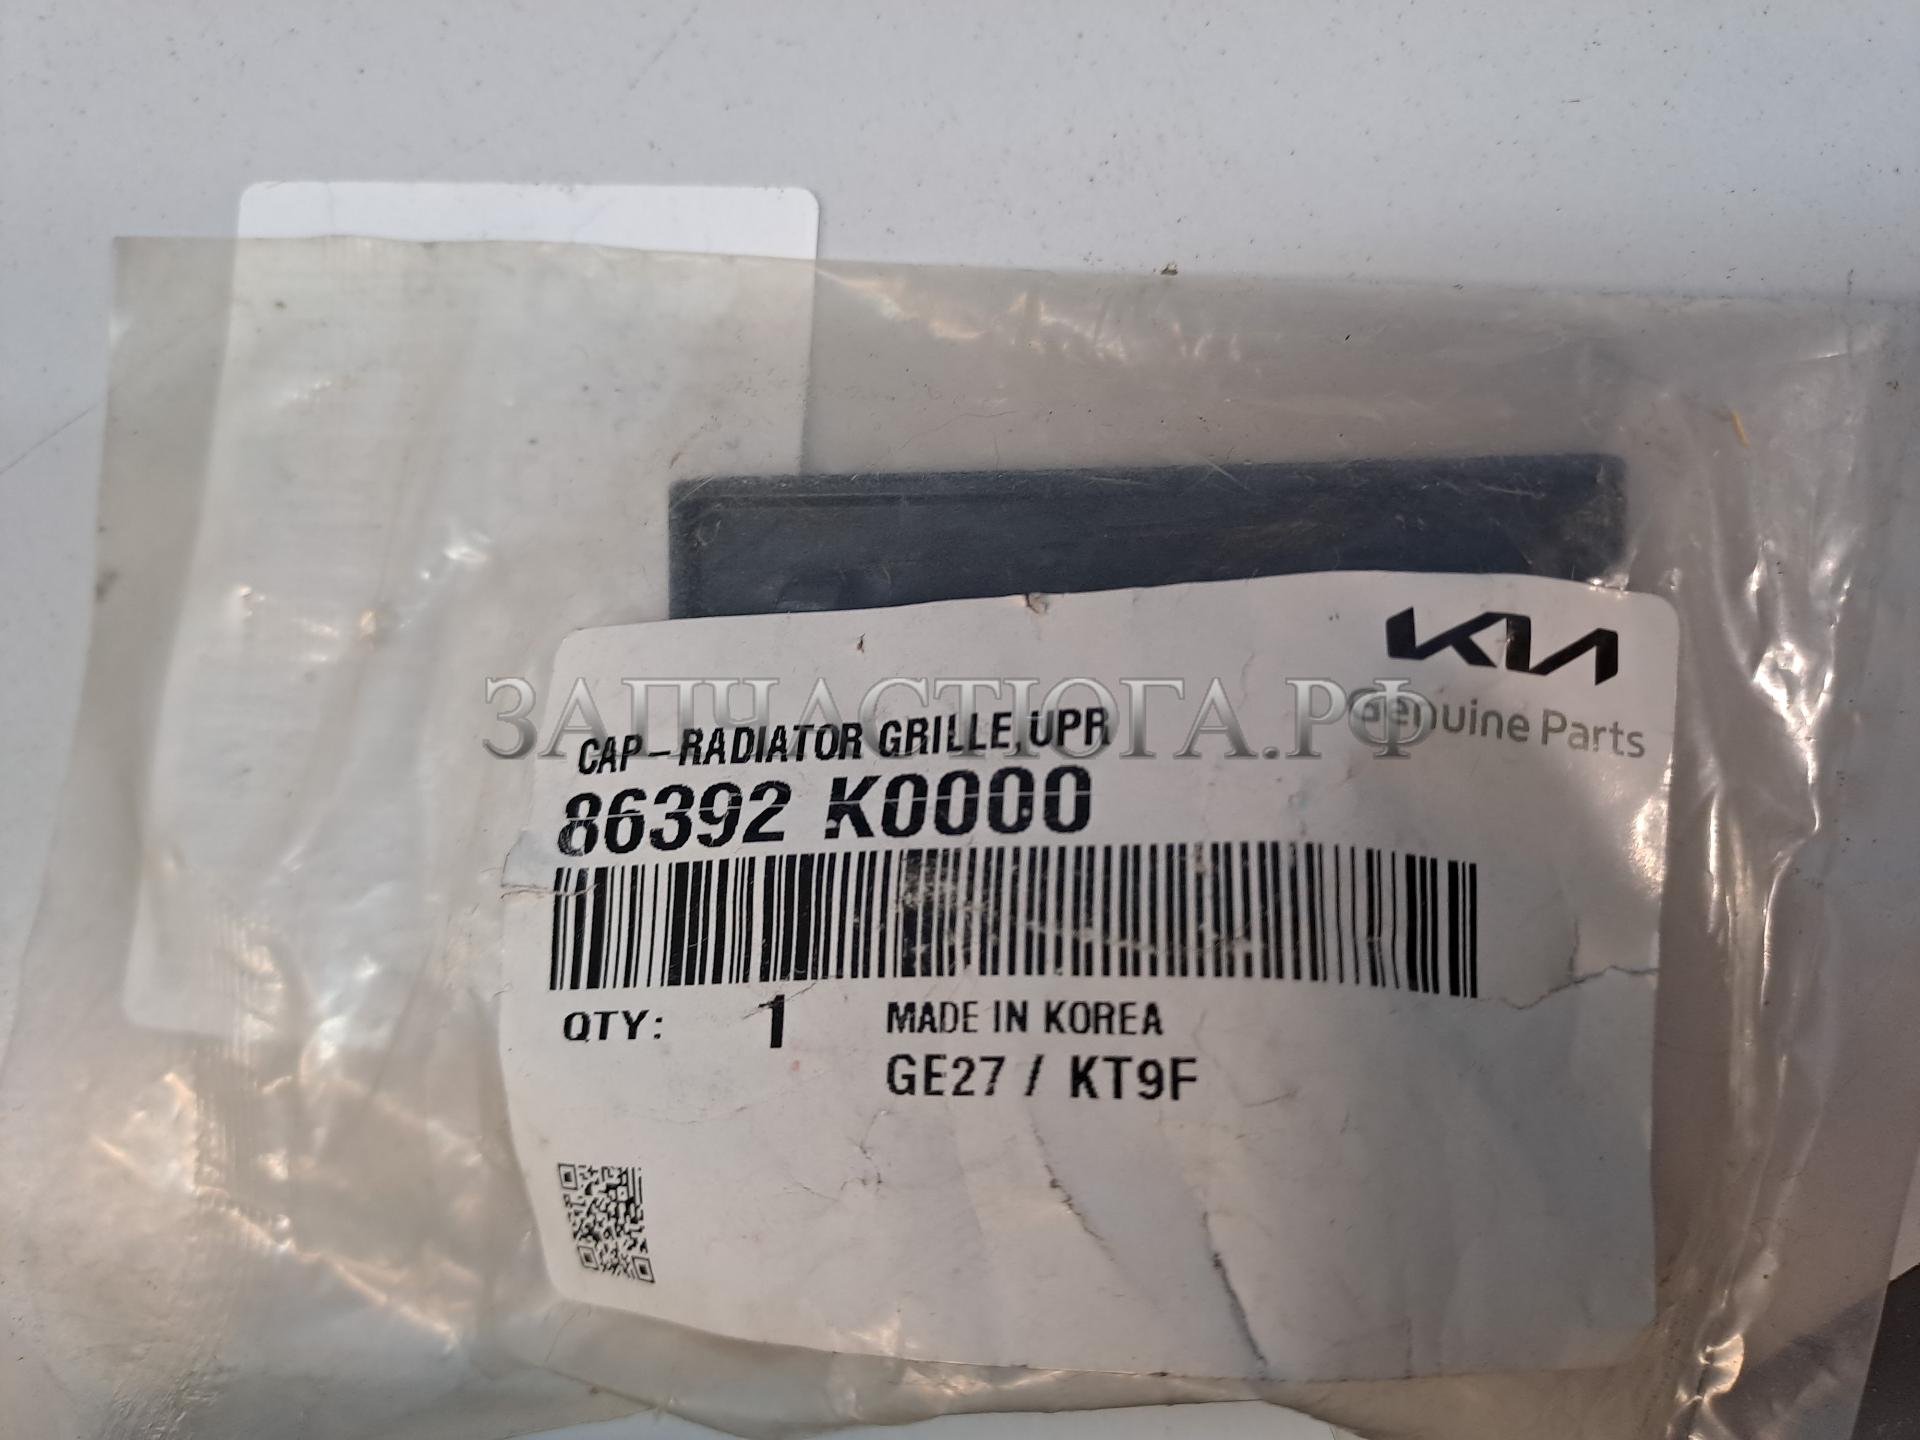 KIA
Genuine Parts
ЗАПЧАСТЮГА.РФ
CAP-RADIATOR GRILLE,UPR
86392 K0000
QTY: 1 MADE IN KOREA
GE27 / KT9F